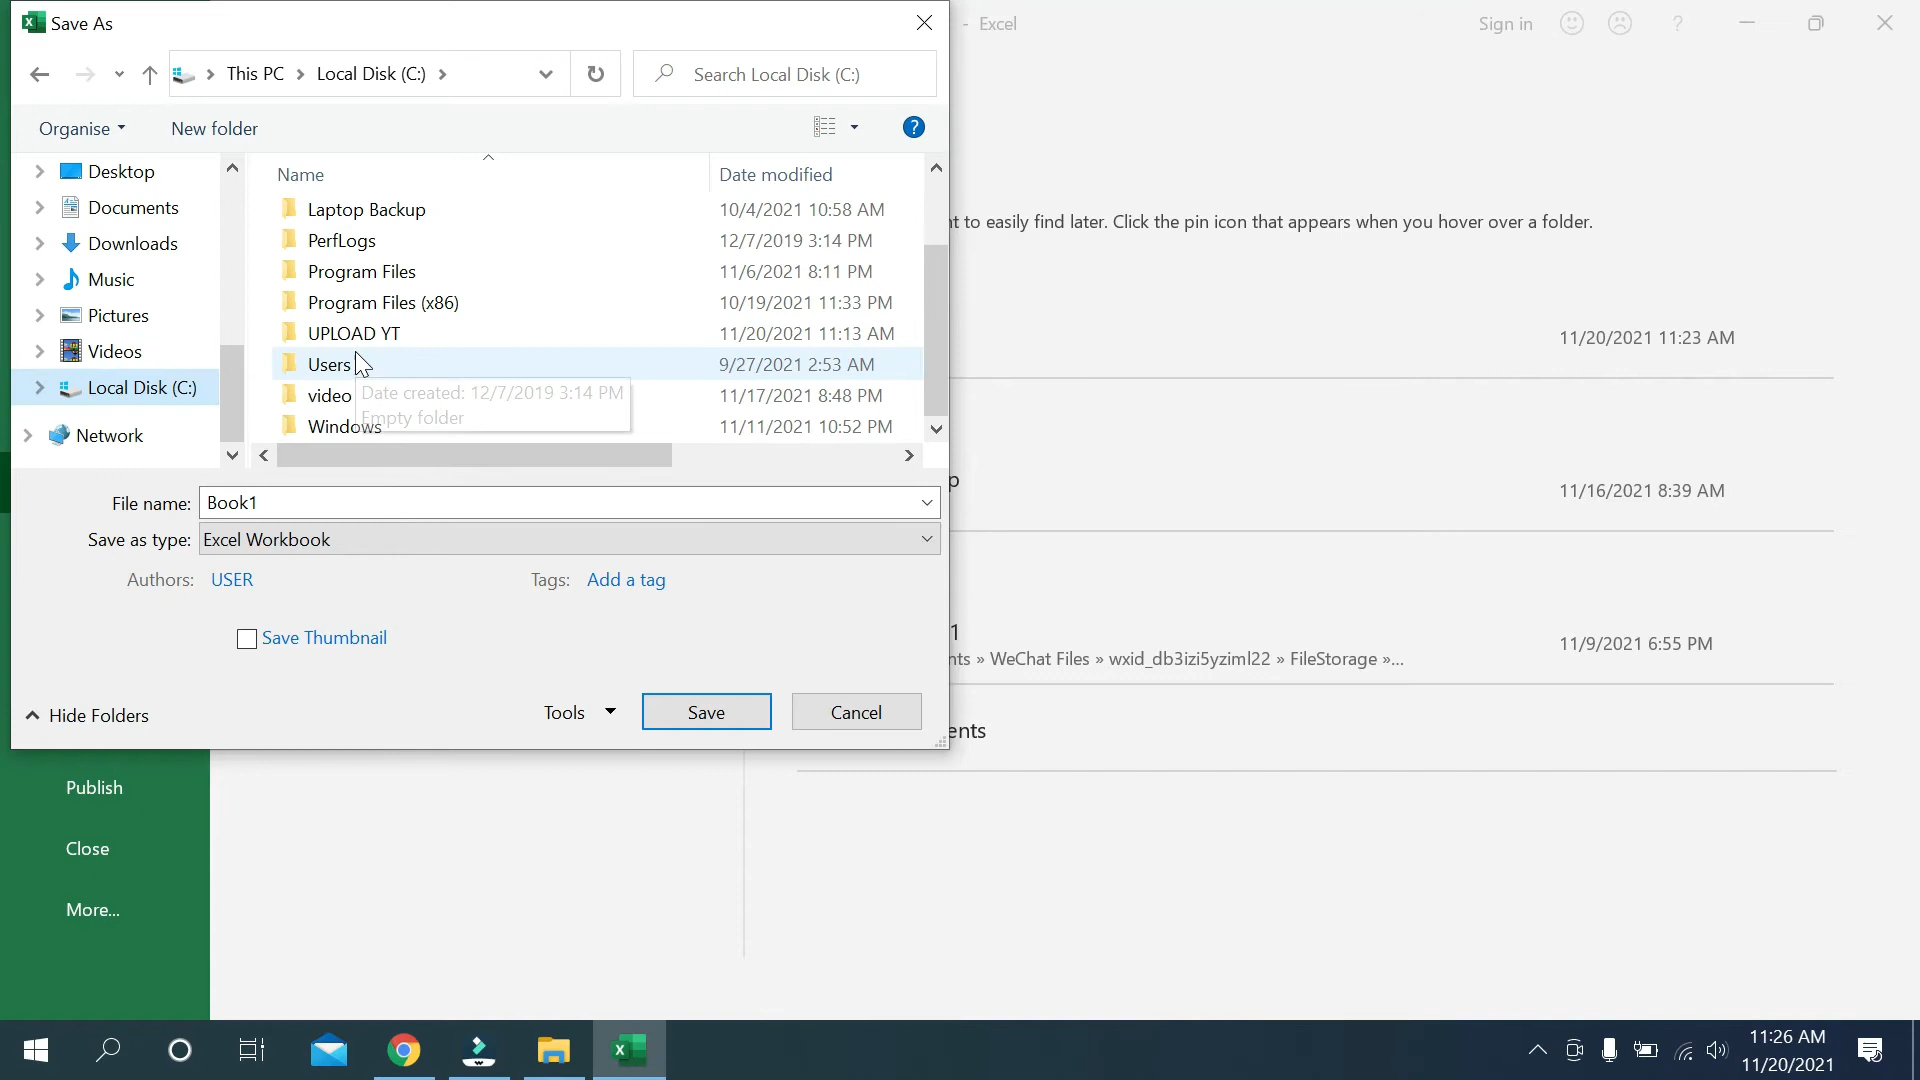 Save As
- Excel
Sign in
?
This PC
Local Disk (C:)
Search Local Disk (C:)
Organise
New folder
?
Desktop
Documents
Downloads
Music
Pictures
Videos
Local Disk (C:)
Network
Name
Date modified
Laptop Backup
10/4/2021 10:58 AM
PerfLogs
12/7/2019 3:14 PM
Program Files
11/6/2021 8:11 PM
Program Files (x86)
10/19/2021 11:33 PM
UPLOAD YT
11/20/2021 11:13 AM
Users
9/27/2021 2:53 AM
video
11/17/2021 8:48 PM
Windows
11/11/2021 10:52 PM
Date created: 12/7/2019 3:14 PM
Empty folder
File name: Book1
Save as type: Excel Workbook
Authors: USER
Tags: Add a tag
Save Thumbnail
Hide Folders
Tools
Save
Cancel
nt to easily find later. Click the pin icon that appears when you hover over a folder.
11/20/2021 11:23 AM
p
11/16/2021 8:39 AM
1
nts » WeChat Files » wxid_db3izi5yziml22 » FileStorage »...
11/9/2021 6:55 PM
ents
Publish
Close
More...
11:26 AM
11/20/2021